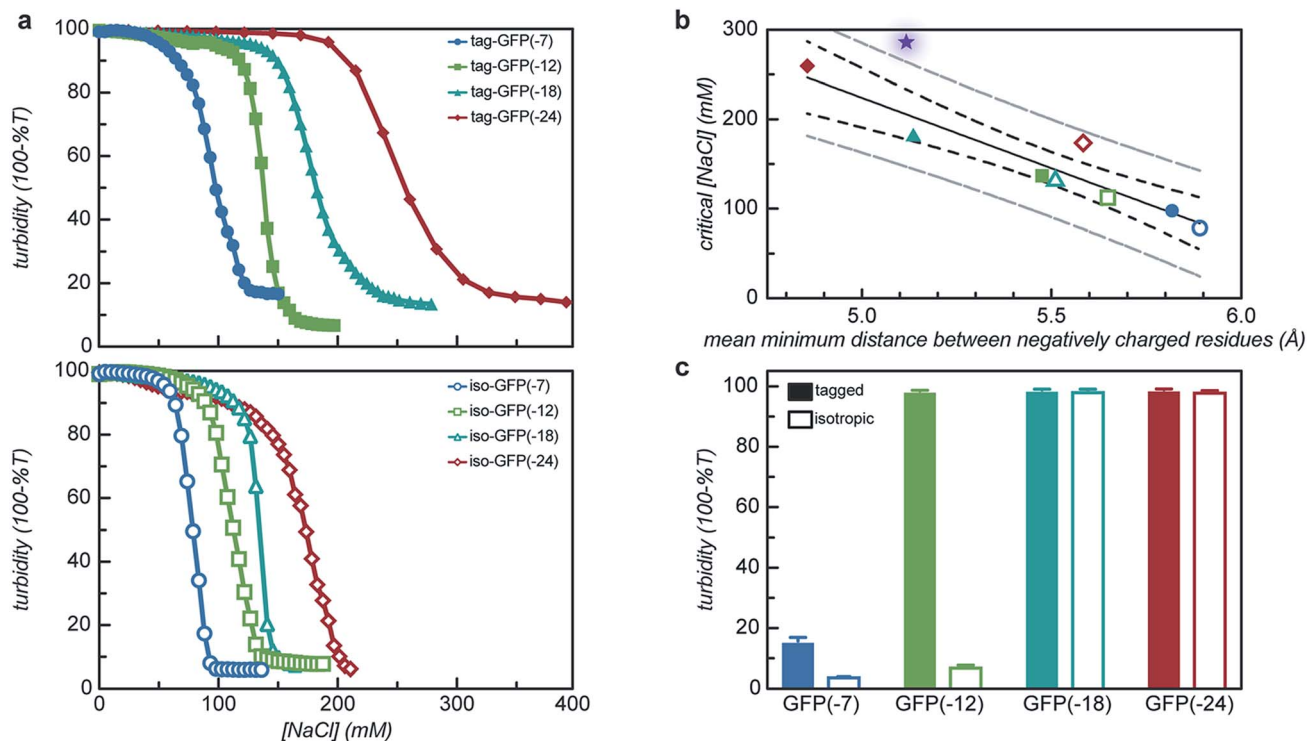 a
100
80
60
40
20
0
turbidity (100-%T)
tag-GFP(-7)
tag-GFP(-12)
tag-GFP(-18)
tag-GFP(-24)
100
80
60
40
20
0
turbidity (100-%T)
iso-GFP(-7)
iso-GFP(-12)
iso-GFP(-18)
iso-GFP(-24)
0 100 200 300 400
[NaCl] (mM)
b
300
200
100
0
critical [NaCl] (mM)
5.0 5.5 6.0
mean minimum distance between negatively charged residues (Å)
c
100
80
60
40
20
0
turbidity (100-%T)
tagged
isotropic
GFP(-7) GFP(-12) GFP(-18) GFP(-24)